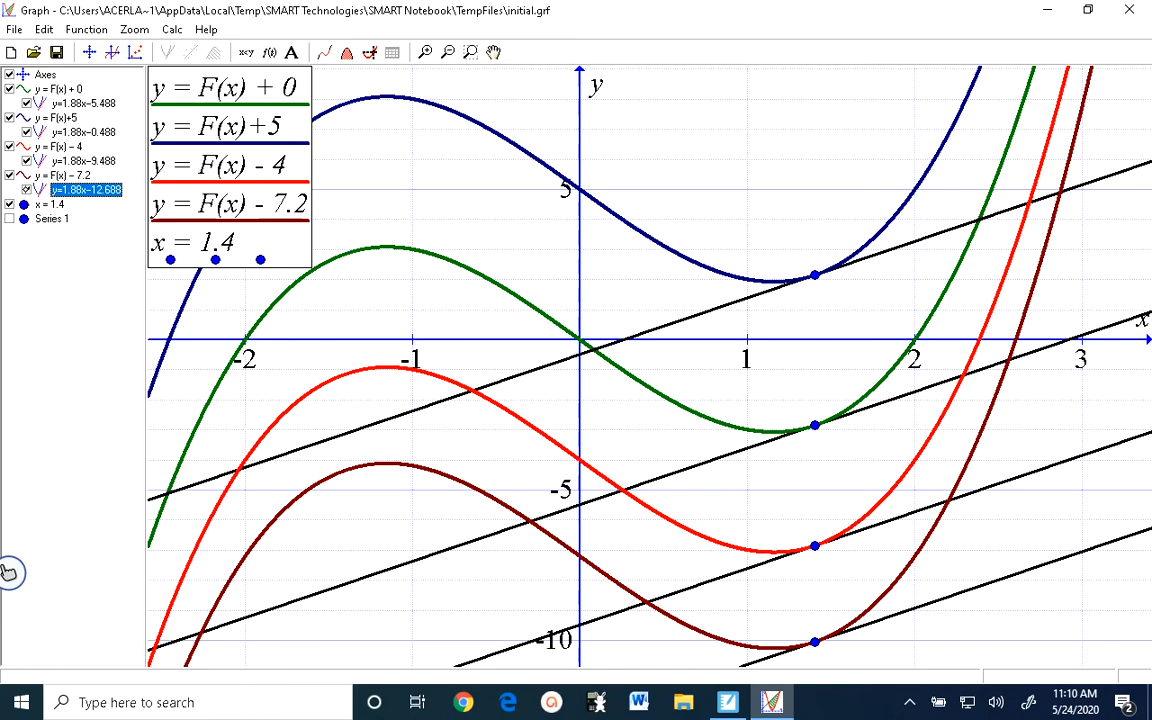 Graph - C:\Users\ACERLA~1\AppData\Local\Temp\SMART Technologies\SMART Notebook\TempFiles\initial.grf
File Edit Function Zoom Calc Help
x<y f(t) A
Axes
y = F(x) + 0
y=1.88x-5.488
y = F(x)+5
y=1.88x-0.488
y = F(x) - 4
y=1.88x-9.488
y = F(x) - 7.2
y=1.88x-12.688
x = 1.4
Series 1
y = F(x) + 0
y = F(x)+5
y = F(x) - 4
y = F(x) - 7.2
x = 1.4
y
5
x
-2 -1 1 2 3
-5
-10
Type here to search
11:10 AM
5/24/2020
2